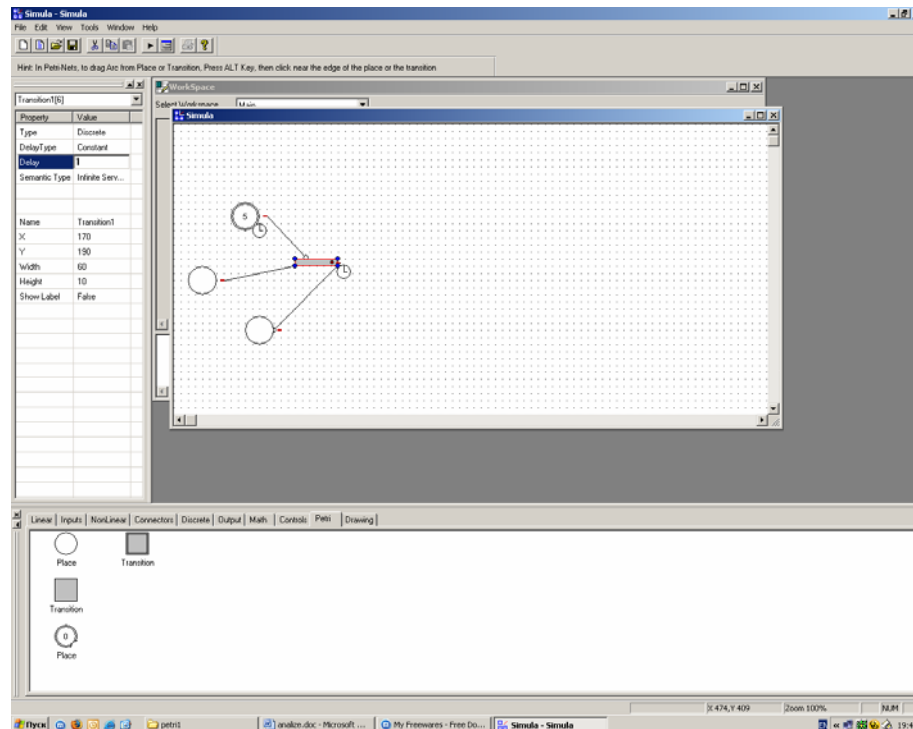 Simula - Simula
File Edit View Tools Window Help
Hint: In Petri-Nets, to drag Arc from Place or Transition, Press ALT Key, then click near the edge of the place or the transition
Transition1[6]
Property Value
Type Discrete
DelayType Constant
Delay 1
Semantic Type Infinite Serv...
Name Transition1
X 170
Y 190
Width 60
Height 10
Show Label False
WorkSpace
Select Workspace Main
Simula
5
Linear Inputs NonLinear Connectors Discrete Output Math Controls Petri Drawing
Place Transition
Transition
0
Place
X 474,Y 409 Zoom 100% NUM
Пуск petri1 analize.doc - Microsoft ... My Freewares - Free Do... Simula - Simula 19:4